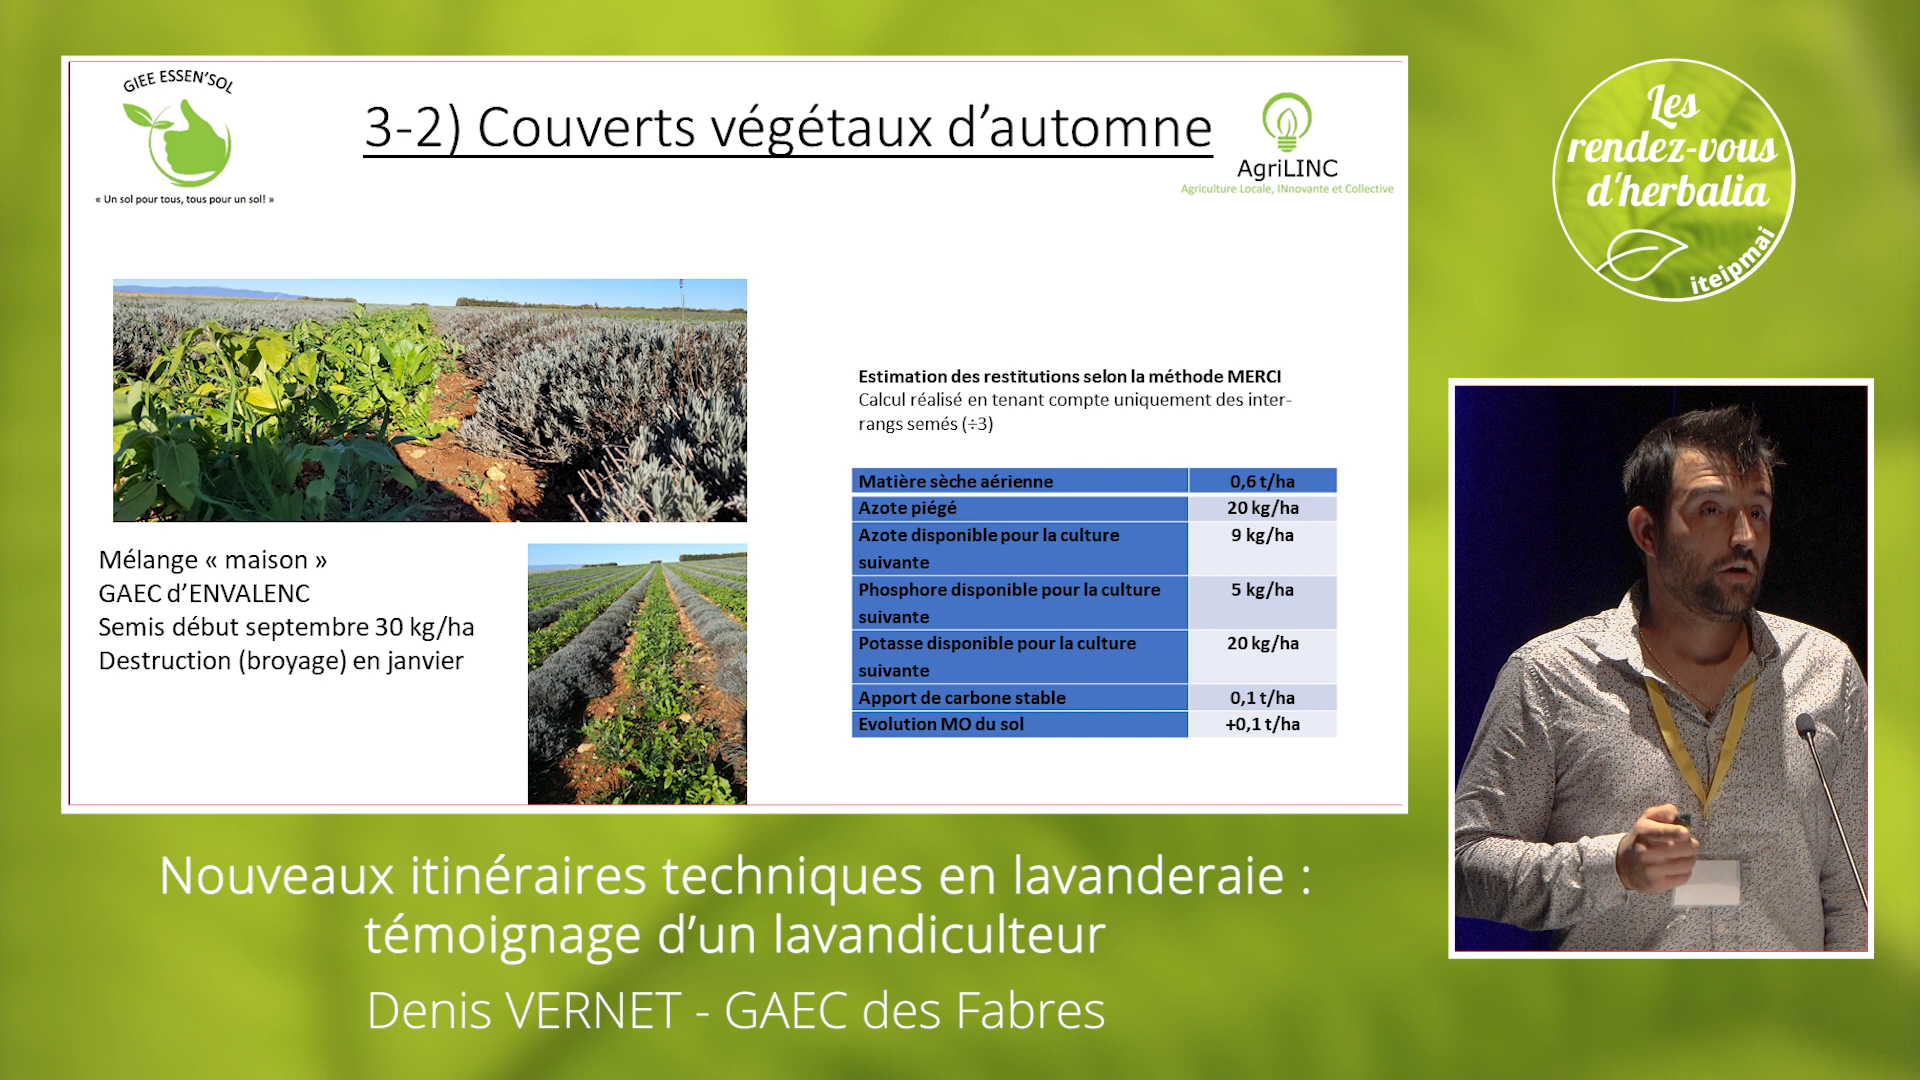 GIEE ESSEN'SOL
« Un sol pour tous, tous pour un sol! »
3-2) Couverts végétaux d'automne
AgriLINC
Agriculture Locale, INnovante et Collective
Mélange « maison »
GAEC d'ENVALENC
Semis début septembre 30 kg/ha
Destruction (broyage) en janvier
Estimation des restitutions selon la méthode MERCI
Calcul réalisé en tenant compte uniquement des inter-
rangs semés (÷3)
Matière sèche aérienne 0,6 t/ha
Azote piégé 20 kg/ha
Azote disponible pour la culture 9 kg/ha
suivante
Phosphore disponible pour la culture 5 kg/ha
suivante
Potasse disponible pour la culture 20 kg/ha
suivante
Apport de carbone stable 0,1 t/ha
Evolution MO du sol +0,1 t/ha
Les
rendez-vous
d'herbalia
iteipmai
Nouveaux itinéraires techniques en lavanderaie :
témoignage d'un lavandiculteur
Denis VERNET - GAEC des Fabres